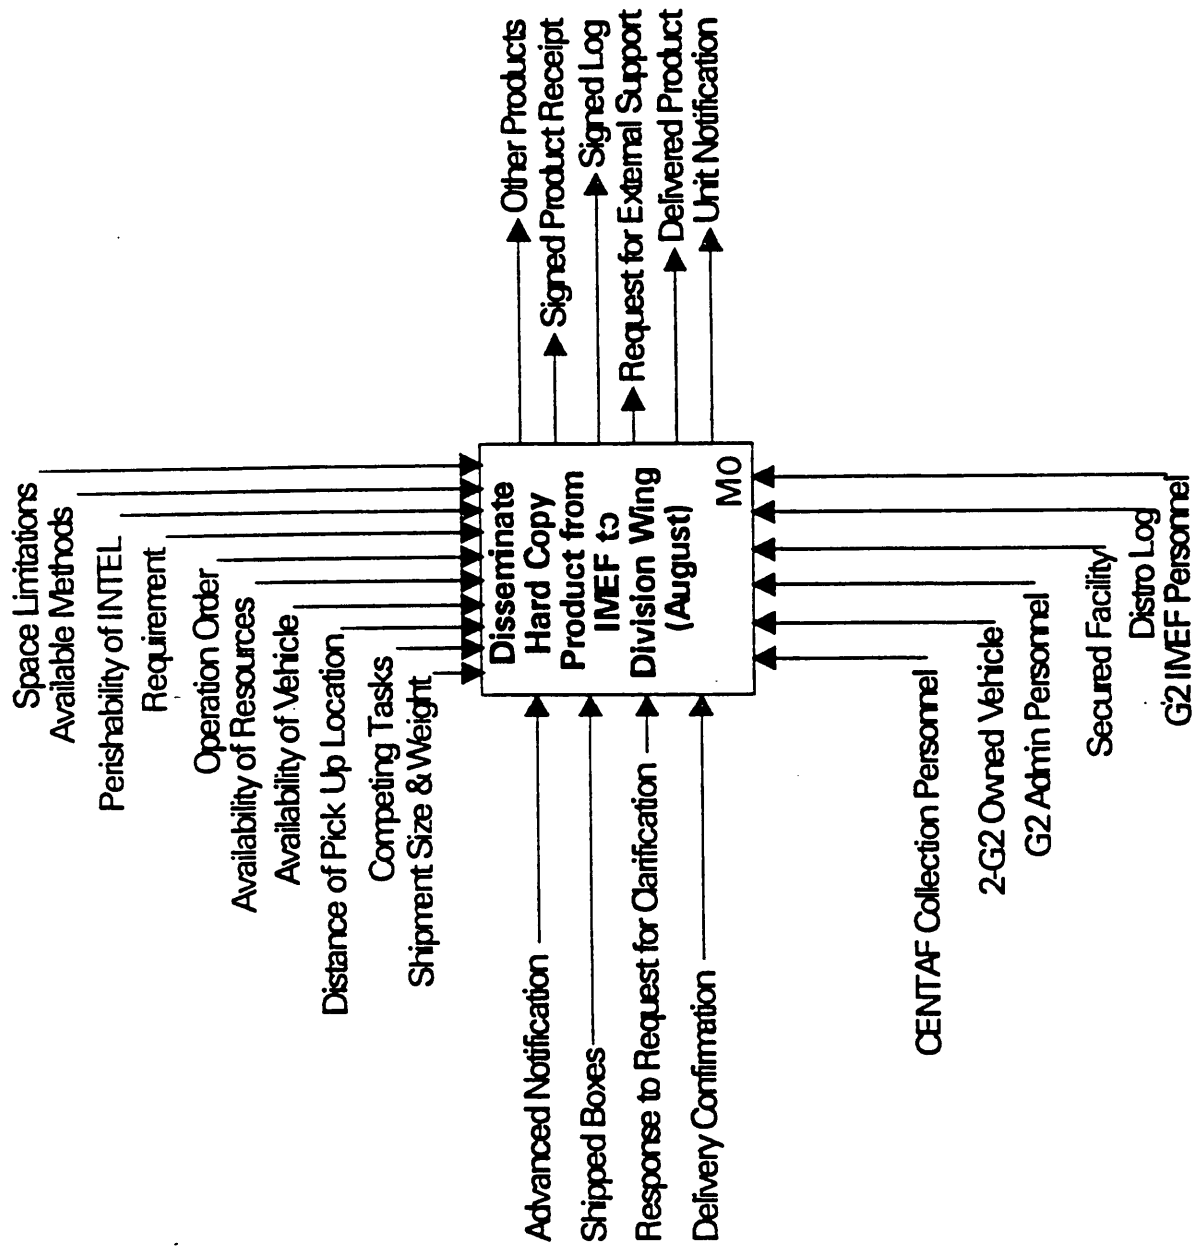 Space Limitations
Available Methods
Perishability of INTEL
Requirement
Operation Order
Availability of Resources
Availability of Vehicle
Distance of Pick Up Location
Competing Tasks
Shipment Size & Weight
Advanced Notification
Shipped Boxes
Response to Request for Clarification
Delivery Confirmation
Disseminate
Hard Copy
Product from
IMEF to
Division Wing
(August)
M0
Other Products
Signed Product Receipt
Signed Log
Request for External Support
Delivered Product
Unit Notification
CENTAF Collection Personnel
2-G2 Owned Vehicle
G2 Admin Personnel
Secured Facility
Distro Log
G2 IMEF Personnel